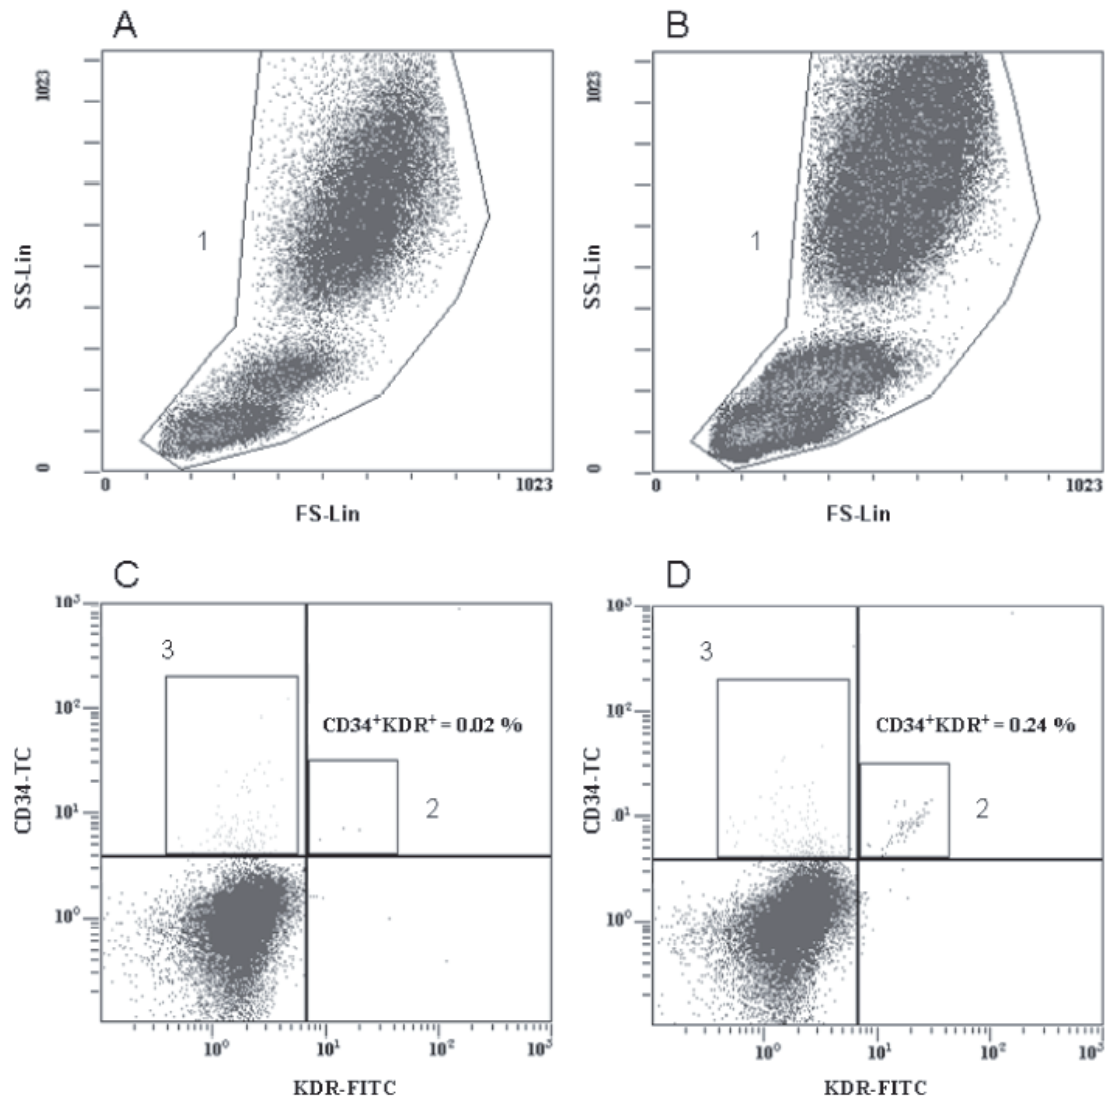 A
B
1023
SS-Lin
0
1
0
1023
FS-Lin
1023
SS-Lin
0
1
0
1023
FS-Lin
C
D
10³
10²
10¹
10⁰
CD34-TC
3
CD34⁺KDR⁺ = 0.02 %
2
10⁰
10¹
10²
10³
KDR-FITC
10³
10²
.01
10⁰
CD34-TC
3
CD34⁺KDR⁺ = 0.24 %
2
10⁰
10¹
10²
10³
KDR-FITC